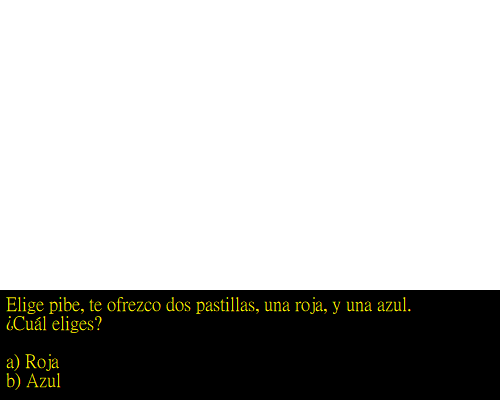 Elige pibe, te ofrezco dos pastillas, una roja, y una azul.
¿Cuál eliges?
a) Roja
b) Azul